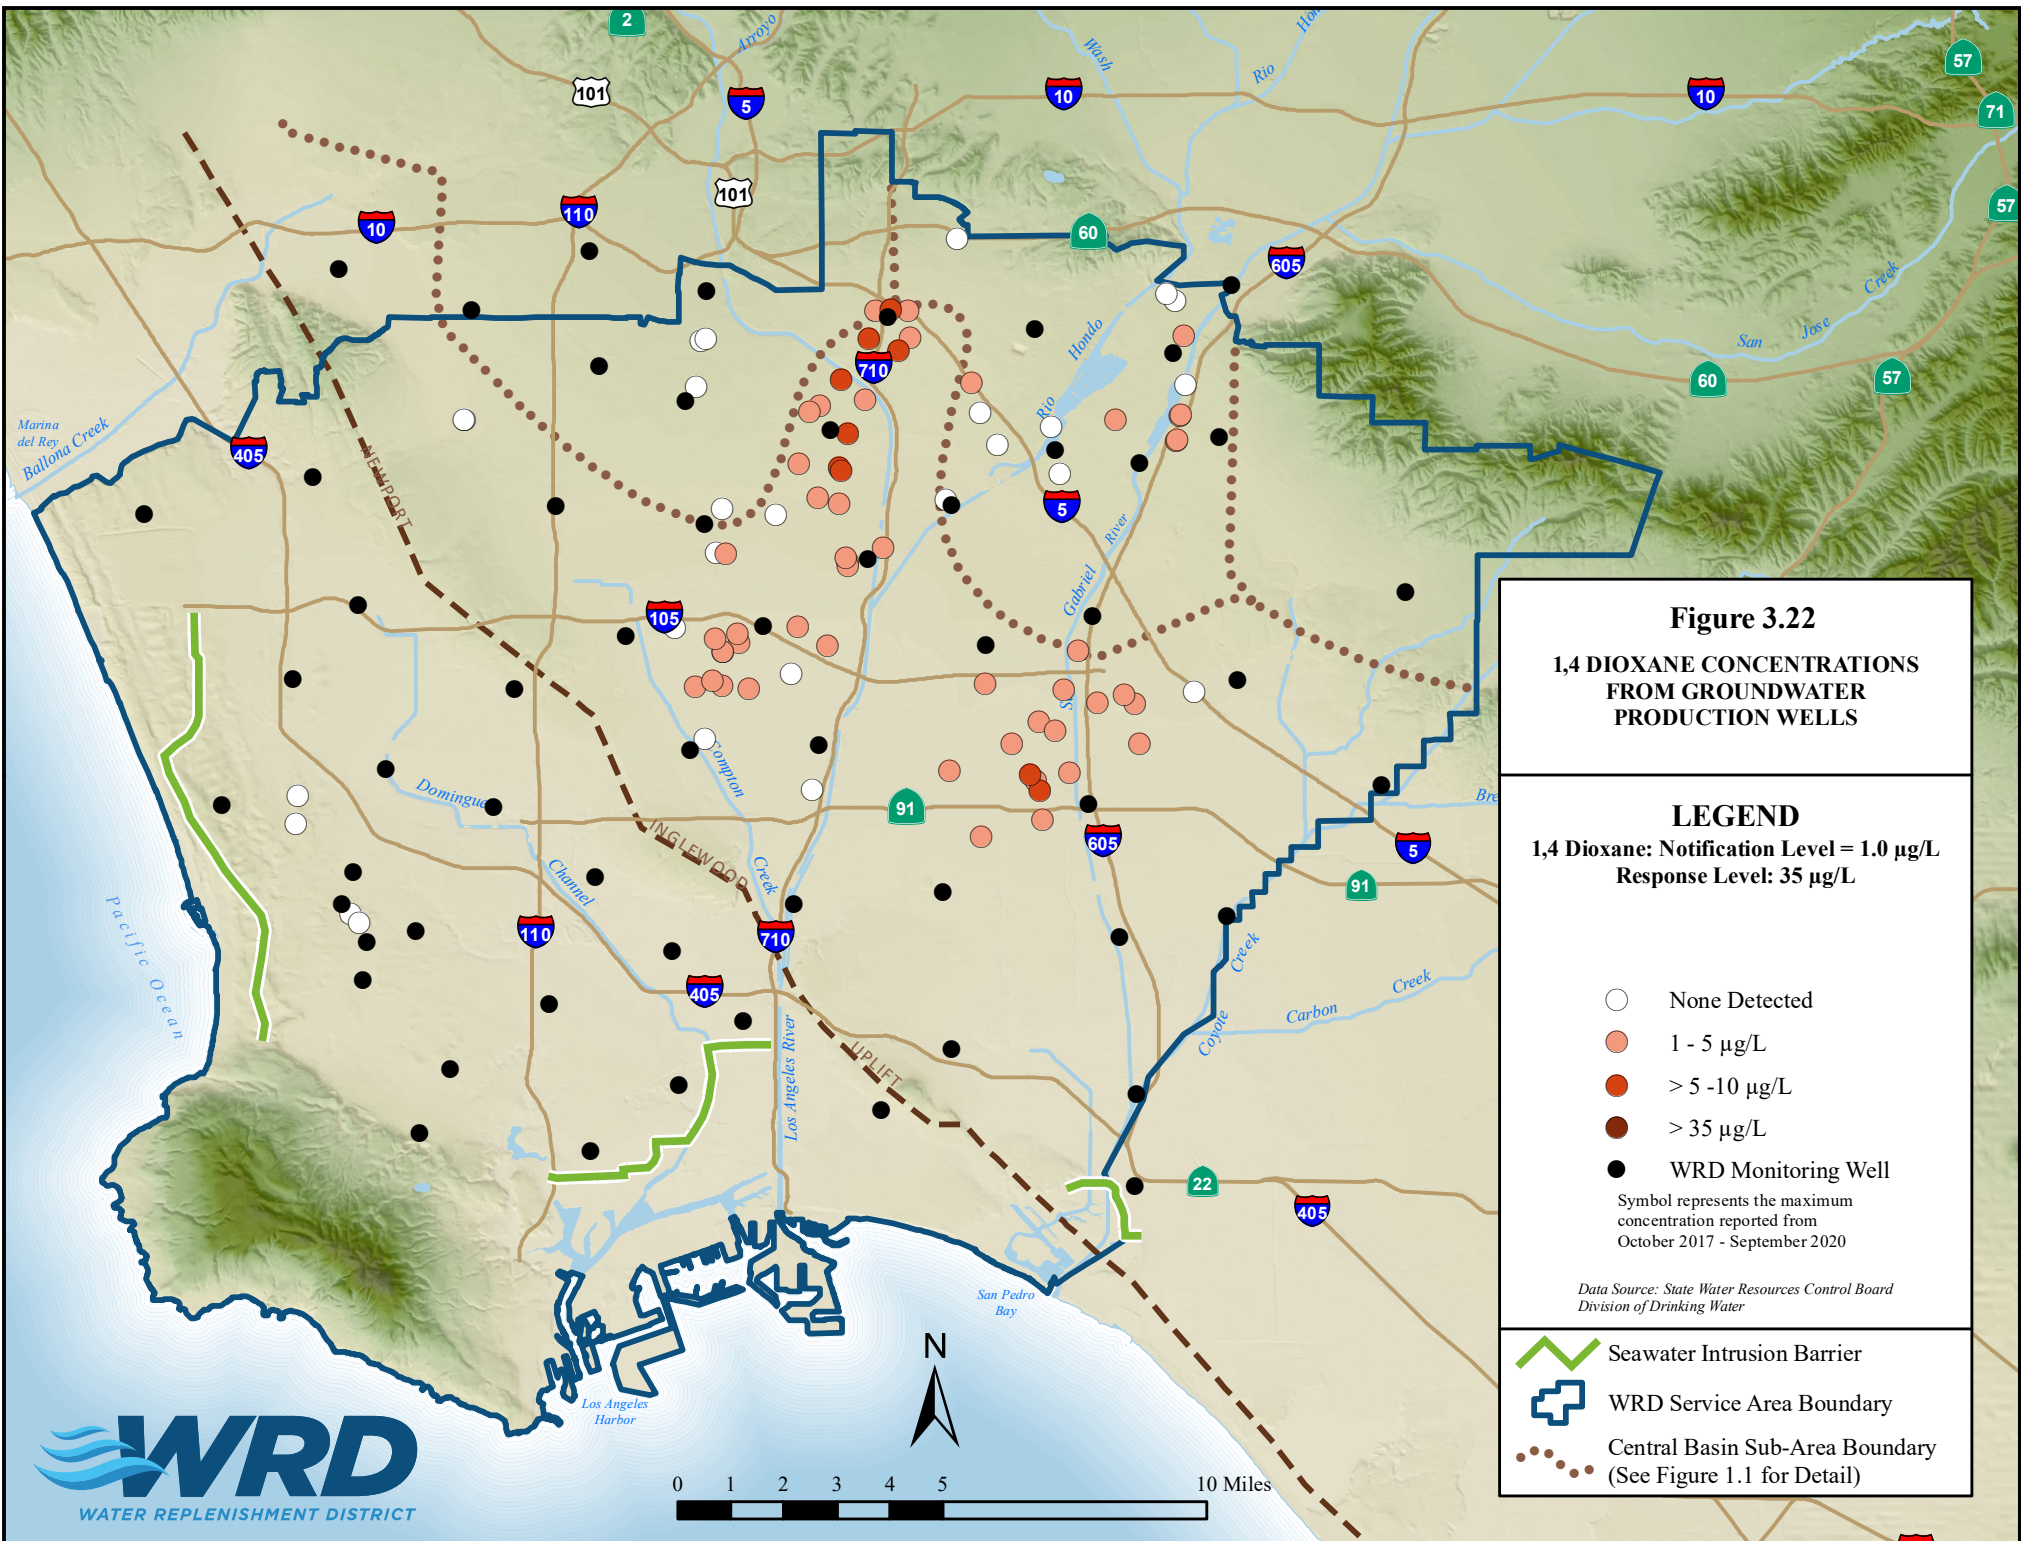 2
57
101
5
10
10
71
Arroyo
Wash
Rio
Hon
101
110
10
57
60
605
Creek
Jose
San
Hondo
Rio
710
60
57
Marina
del Rey
Ballona Creek
405
NEWPORT
5
River
Gabriel
105
Figure 3.22
1,4 DIOXANE CONCENTRATIONS
FROM GROUNDWATER
PRODUCTION WELLS
Compton
Dominguez
91
605
INGLEWOOD
Creek
Channel
Bre
5
91
110
710
405
Pacific Ocean
Creek
Coyote
Carbon
Creek
Los Angeles River
UPLIFT
22
405
LEGEND
1,4 Dioxane: Notification Level = 1.0 µg/L
Response Level: 35 µg/L
None Detected
1 - 5 µg/L
> 5 -10 µg/L
> 35 µg/L
WRD Monitoring Well
Symbol represents the maximum
concentration reported from
October 2017 - September 2020
Data Source: State Water Resources Control Board
Division of Drinking Water
Seawater Intrusion Barrier
WRD Service Area Boundary
Central Basin Sub-Area Boundary
(See Figure 1.1 for Detail)
San Pedro
Bay
Los Angeles
Harbor
N
WRD
WATER REPLENISHMENT DISTRICT
0 1 2 3 4 5 10 Miles